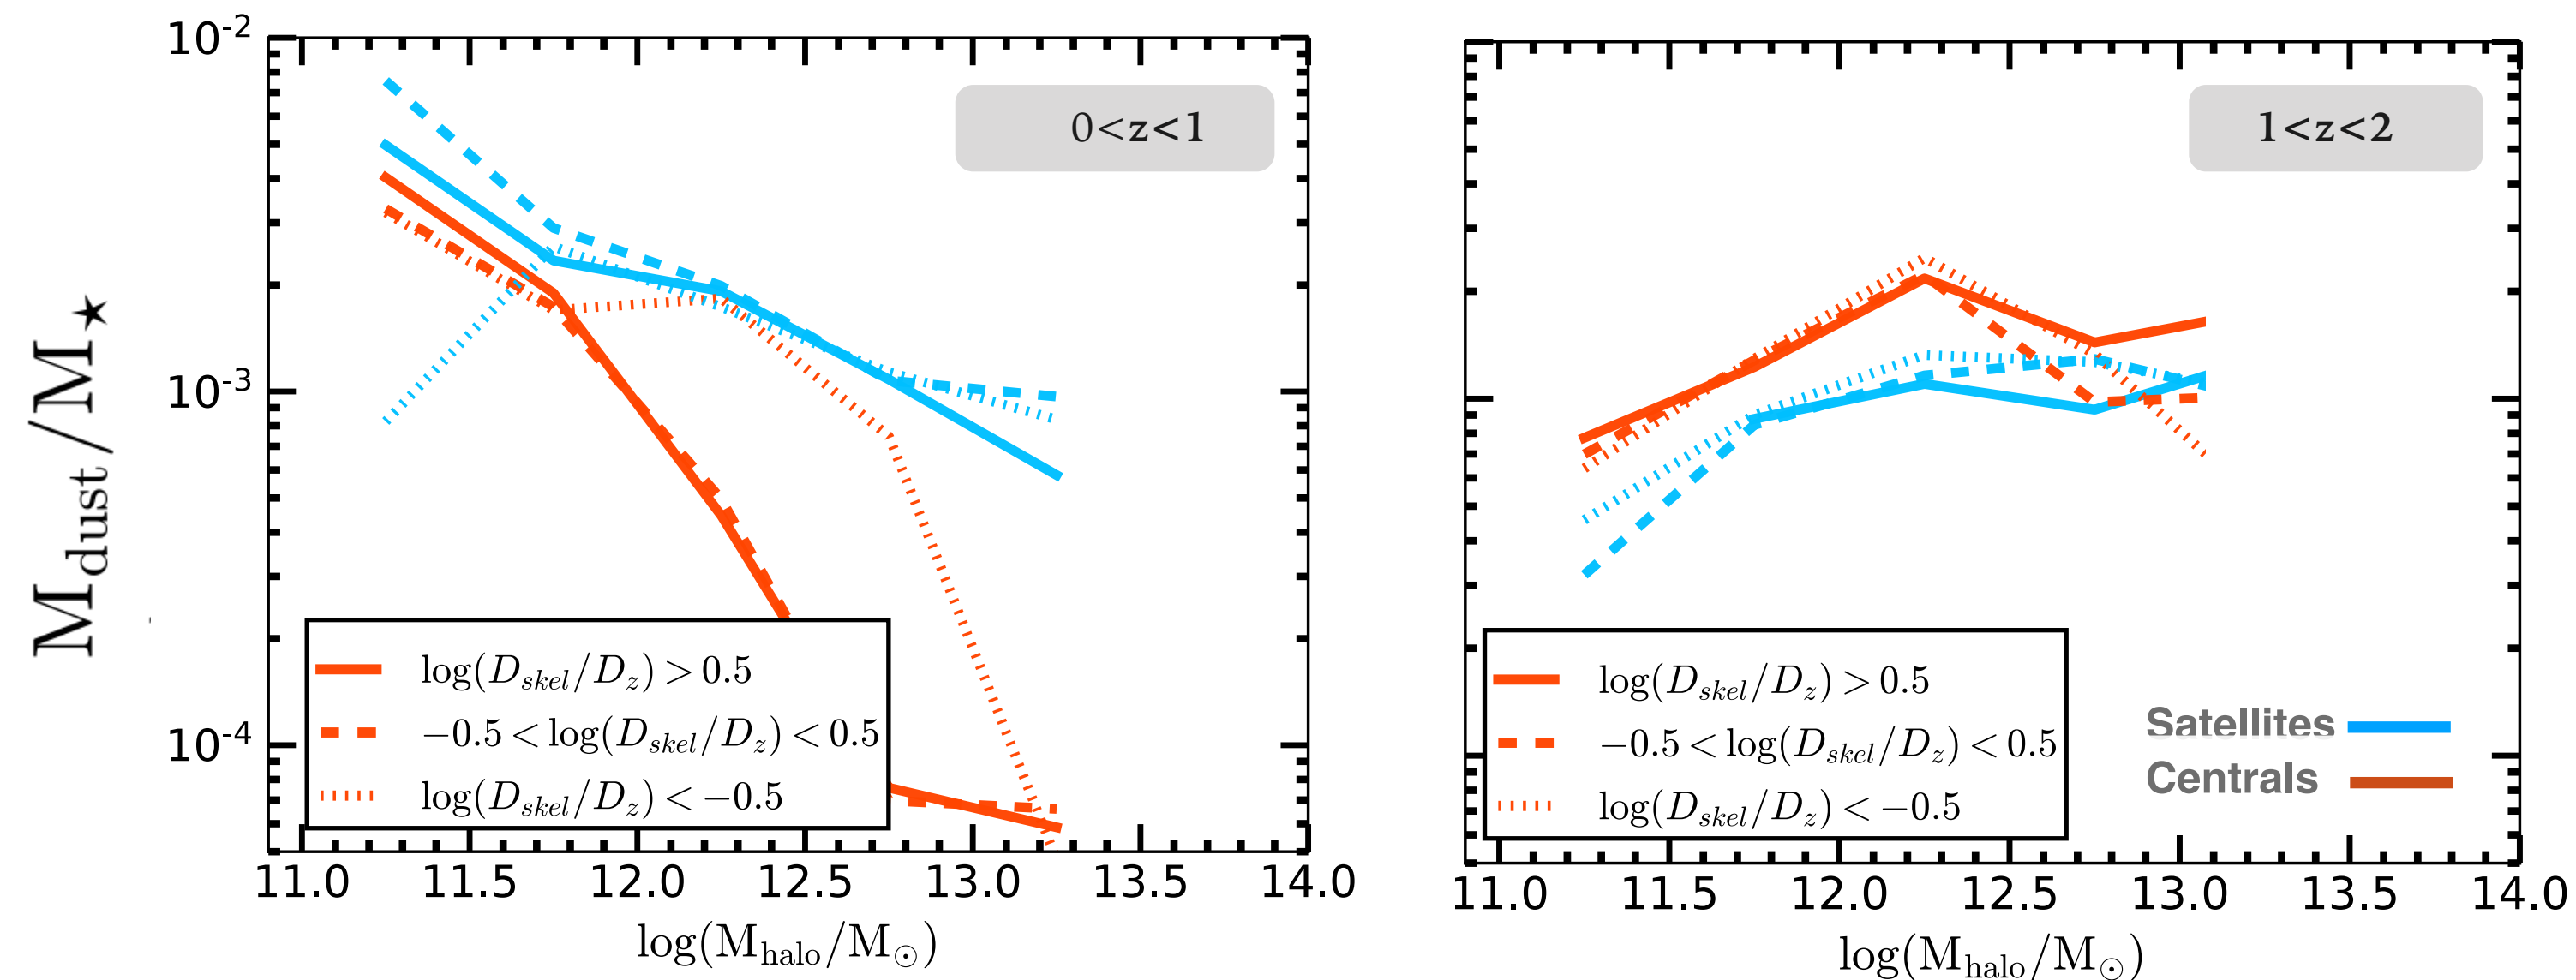 M_dust/M_★
10^-2
10^-3
10^-4
0<z<1
log(D_skel/D_z) > 0.5
−0.5 < log(D_skel/D_z) < 0.5
log(D_skel/D_z) < −0.5
11.0 11.5 12.0 12.5 13.0 13.5 14.0
log(M_halo/M_⊙)
1<z<2
log(D_skel/D_z) > 0.5
−0.5 < log(D_skel/D_z) < 0.5
log(D_skel/D_z) < −0.5
Satellites
Centrals
11.0 11.5 12.0 12.5 13.0 13.5 14.0
log(M_halo/M_⊙)